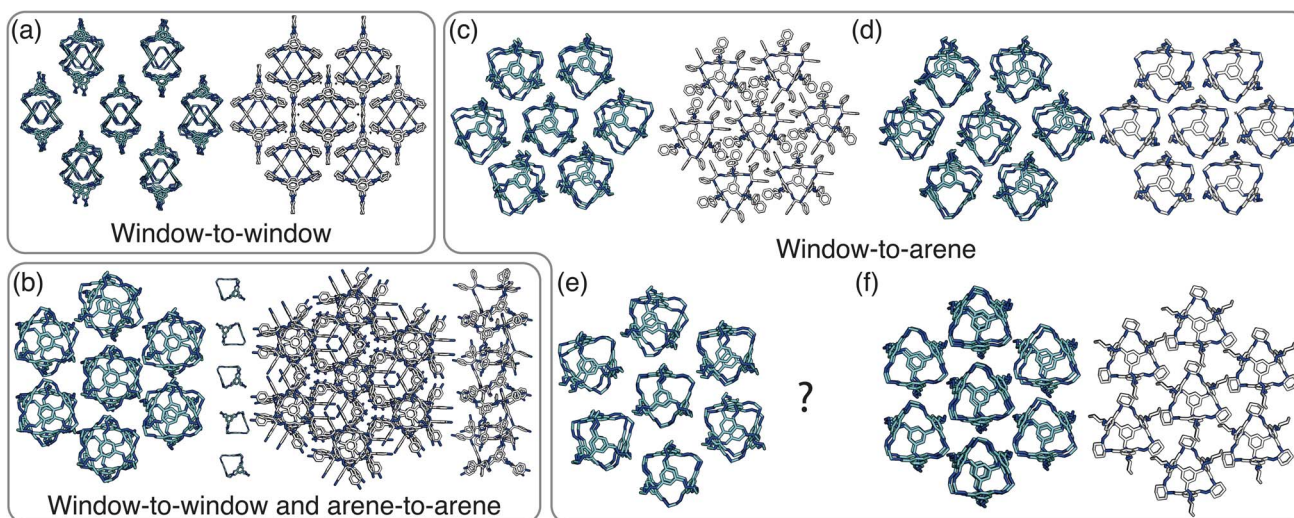 (a)
Window-to-window
(b)
Window-to-window and arene-to-arene
(c)
(d)
Window-to-arene
(e)
?
(f)